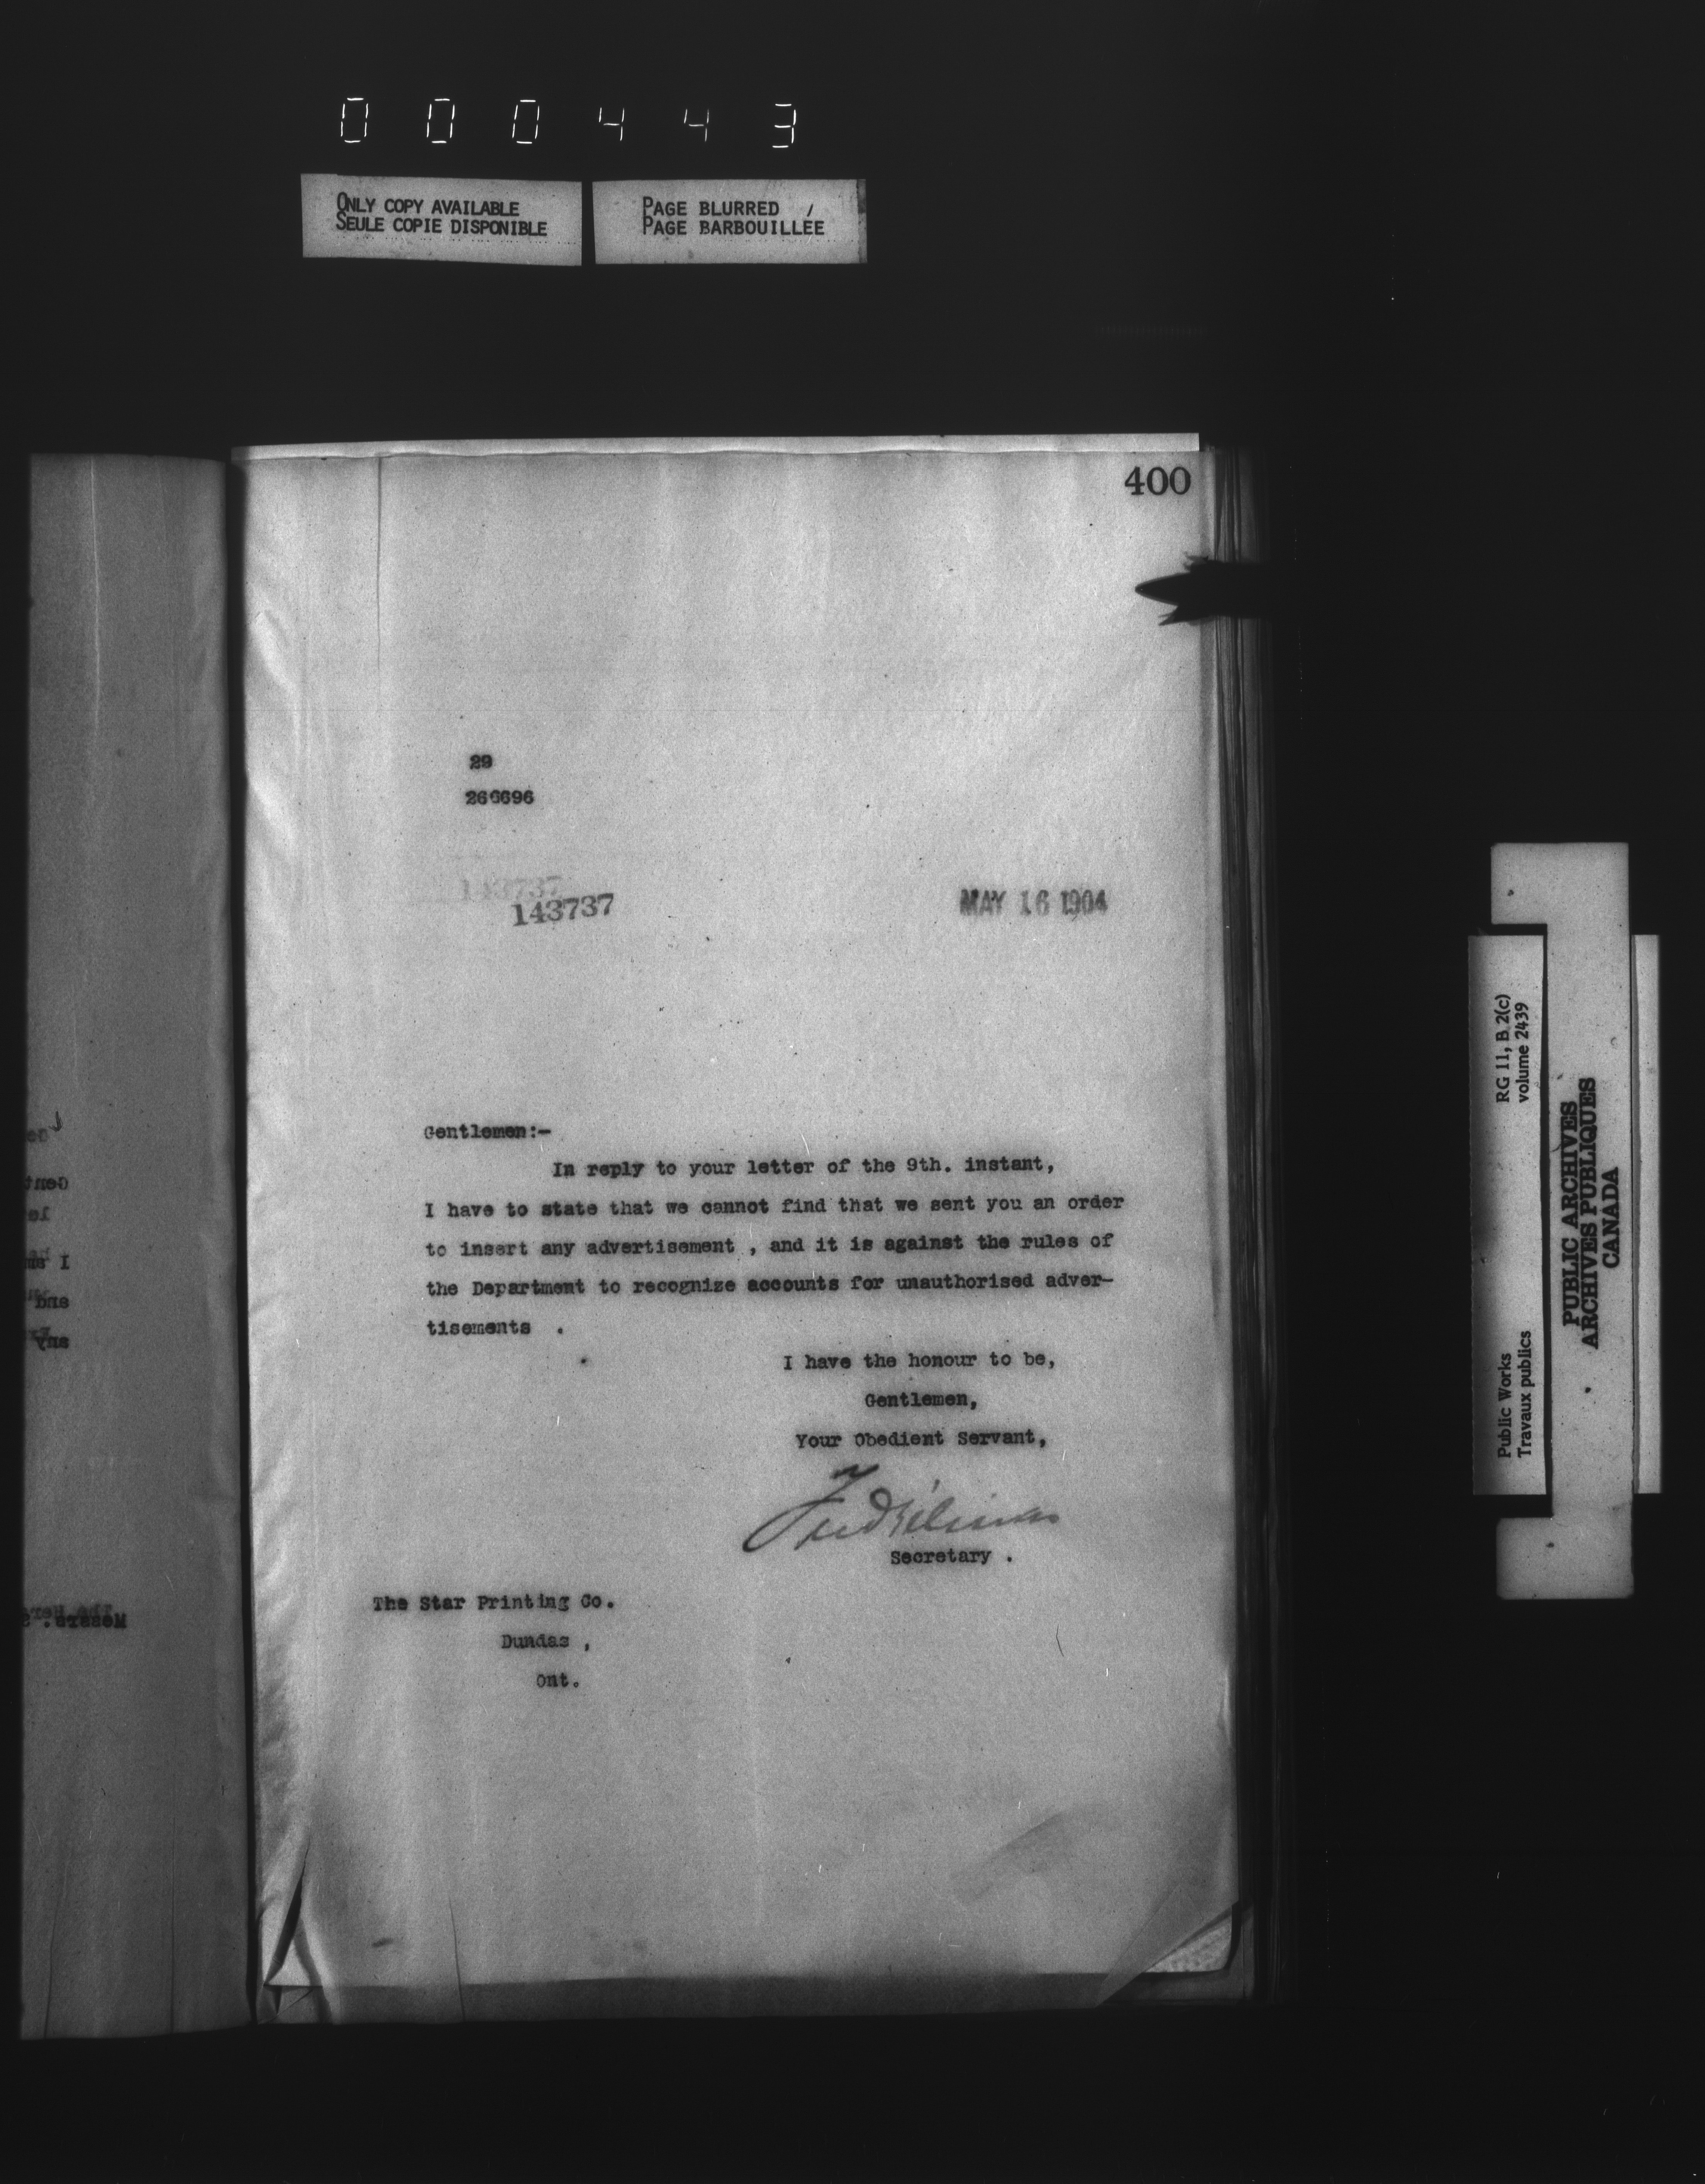 000443
ONLY COPY AVAILABLE
SEULE COPIE DISPONIBLE
PAGE BLURRED /
PAGE BARBOUILLÉE
400
29
266696
143737
143737
MAY 16 1904
Gentlemen:-
In reply to your letter of the 9th. instant,
I have to state that we cannot find that we sent you an order
to insert any advertisement , and it is against the rules of
the Department to recognize accounts for unauthorised adver-
tisements .
I have the honour to be,
Gentlemen,
Your Obedient Servant,
Secretary .
The Star Printing Co.
Dundas ,
Ont.
RG 11, B 2(c)
volume 2439
Public Works
Travaux publics
PUBLIC ARCHIVES
ARCHIVES PUBLIQUES
CANADA